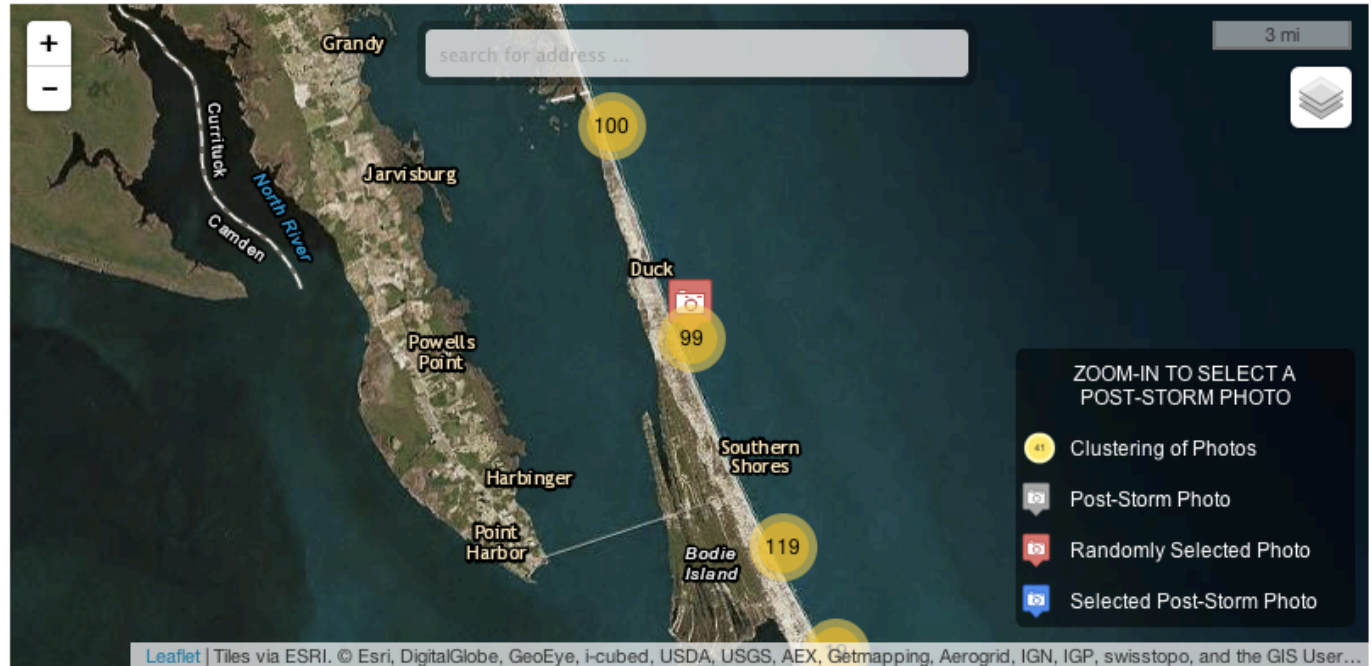 +
−
search for address ...
3 mi
Grandy
100
Currituck
Jarvisburg
North River
Camden
Duck
99
Powells
Point
ZOOM-IN TO SELECT A
POST-STORM PHOTO
41
Clustering of Photos
Southern
Shores
Harbinger
Post-Storm Photo
Point
Harbor
119
Bodie
Island
Randomly Selected Photo
Selected Post-Storm Photo
Leaflet | Tiles via ESRI. © Esri, DigitalGlobe, GeoEye, i-cubed, USDA, USGS, AEX, Getmapping, Aerogrid, IGN, IGP, swisstopo, and the GIS User...